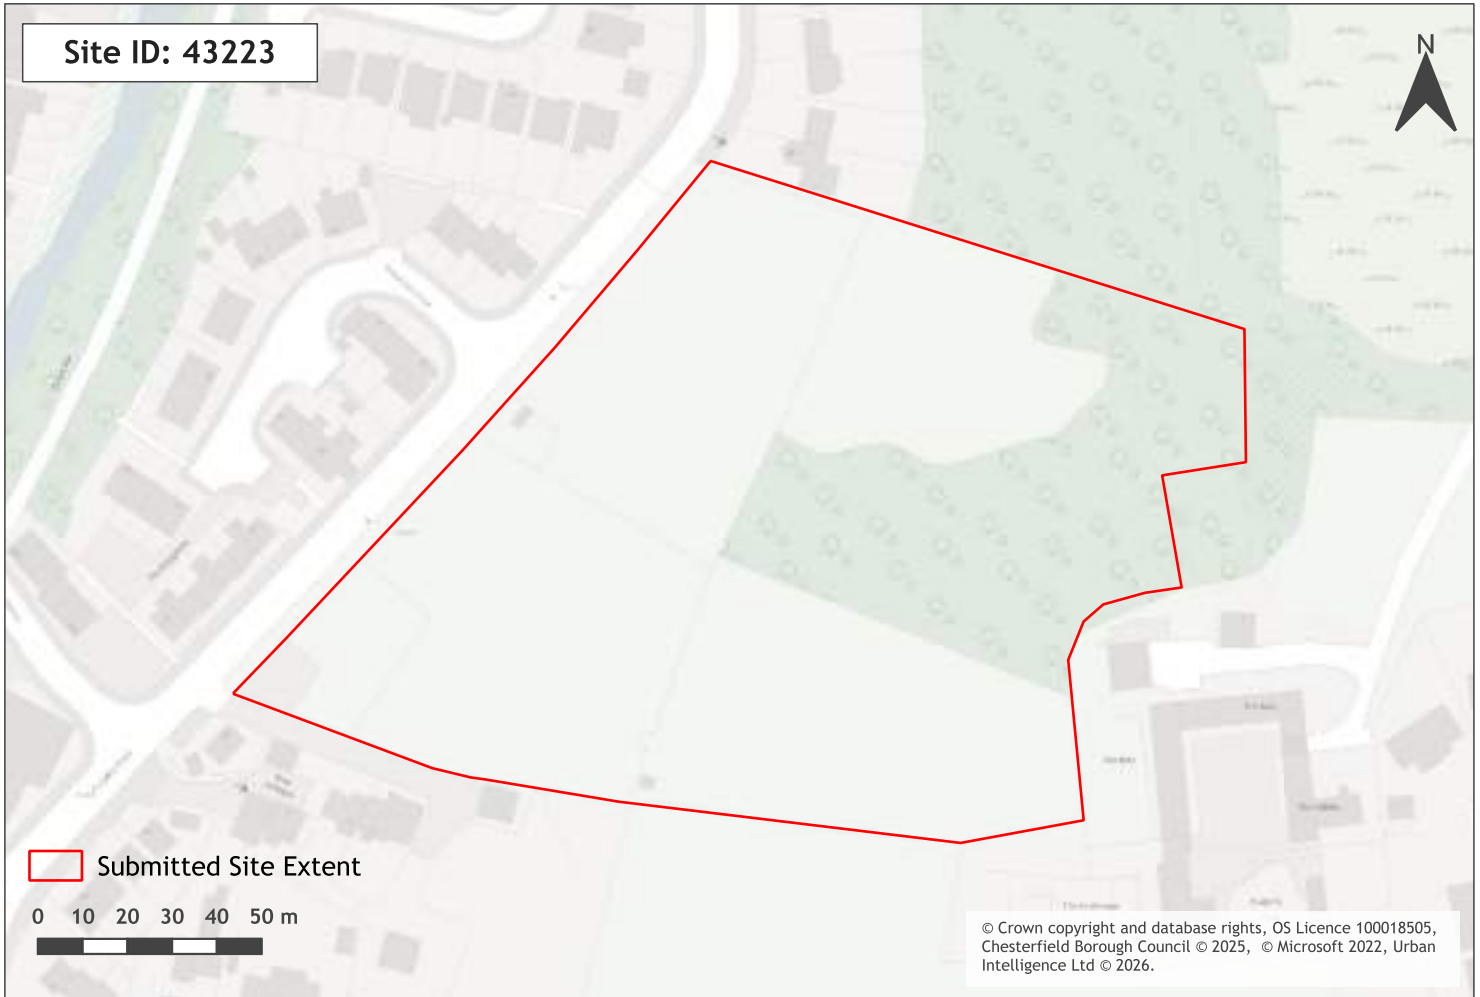 Site ID: 43223
N
Submitted Site Extent
0 10 20 30 40 50 m
© Crown copyright and database rights, OS Licence 100018505,
Chesterfield Borough Council © 2025, © Microsoft 2022, Urban
Intelligence Ltd © 2026.